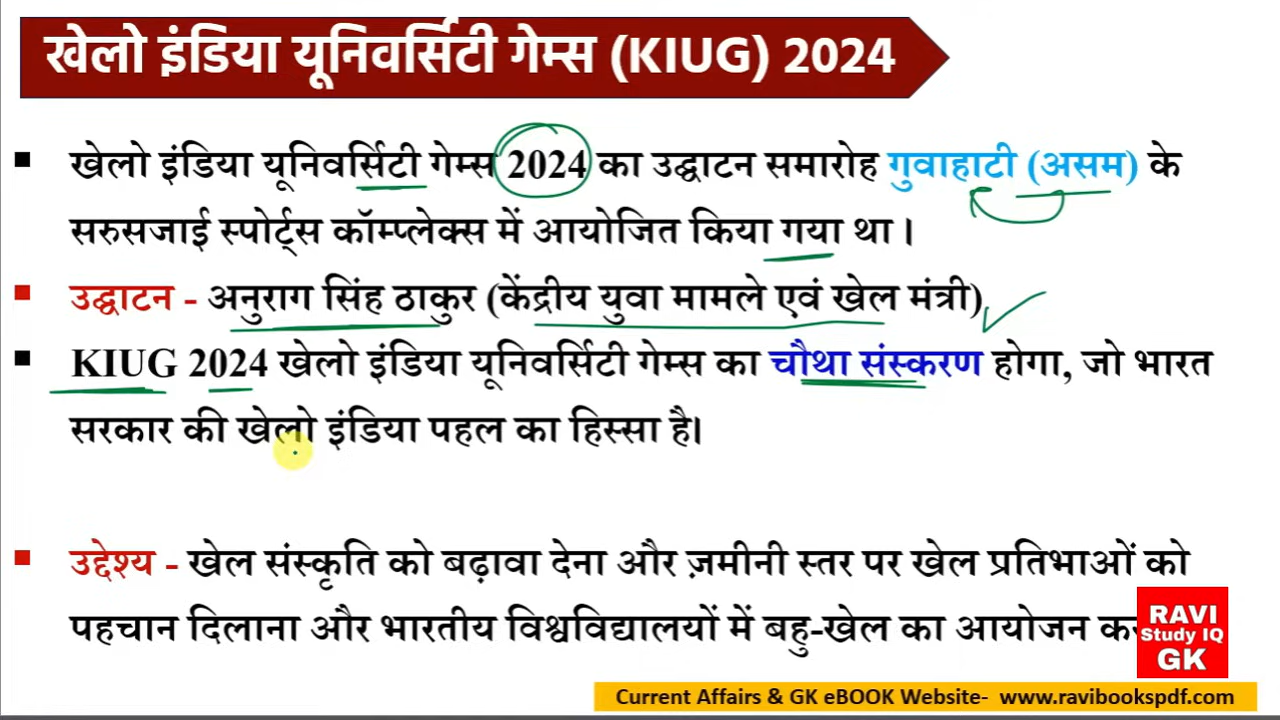 खेलो इंडिया यूनिवर्सिटी गेम्स (KIUG) 2024
खेलो इंडिया यूनिवर्सिटी गेम्स 2024 का उद्घाटन समारोह गुवाहाटी (असम) के
सरुसजाई स्पोर्ट्स कॉम्प्लेक्स में आयोजित किया गया था।
उद्घाटन - अनुराग सिंह ठाकुर (केंद्रीय युवा मामले एवं खेल मंत्री)
KIUG 2024 खेलो इंडिया यूनिवर्सिटी गेम्स का चौथा संस्करण होगा, जो भारत
सरकार की खेलो इंडिया पहल का हिस्सा है।
उद्देश्य - खेल संस्कृति को बढ़ावा देना और ज़मीनी स्तर पर खेल प्रतिभाओं को
पहचान दिलाना और भारतीय विश्वविद्यालयों में बहु-खेल का आयोजन
RAVI
Study IQ
GK
Current Affairs & GK eBOOK Website- www.ravibookspdf.com